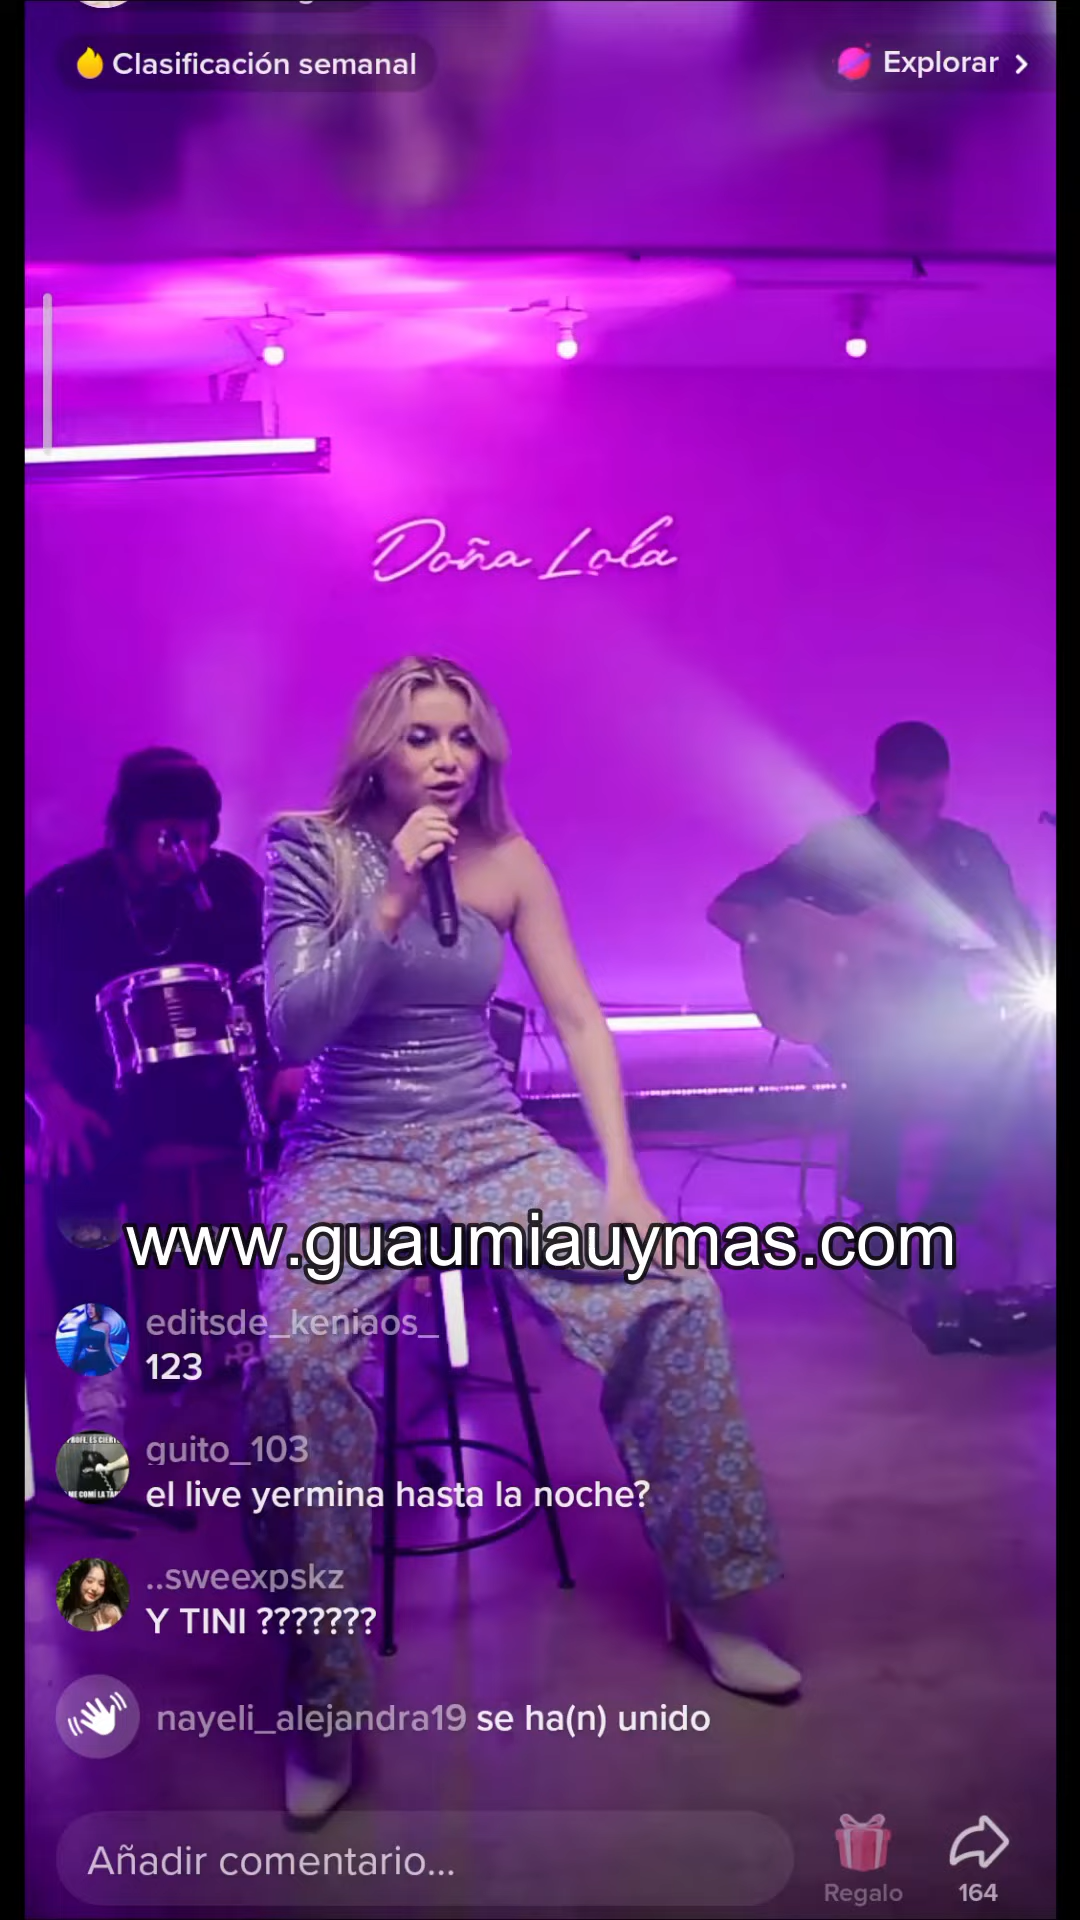 Clasificación semanal
Explorar
Doña Lola
www.guaumiauymas.com
editsde_keniaos_
123
guito_103
el live yermina hasta la noche?
..sweexpskz
Y TINI ???????
nayeli_alejandra19 se ha(n) unido
Añadir comentario...
Regalo
164